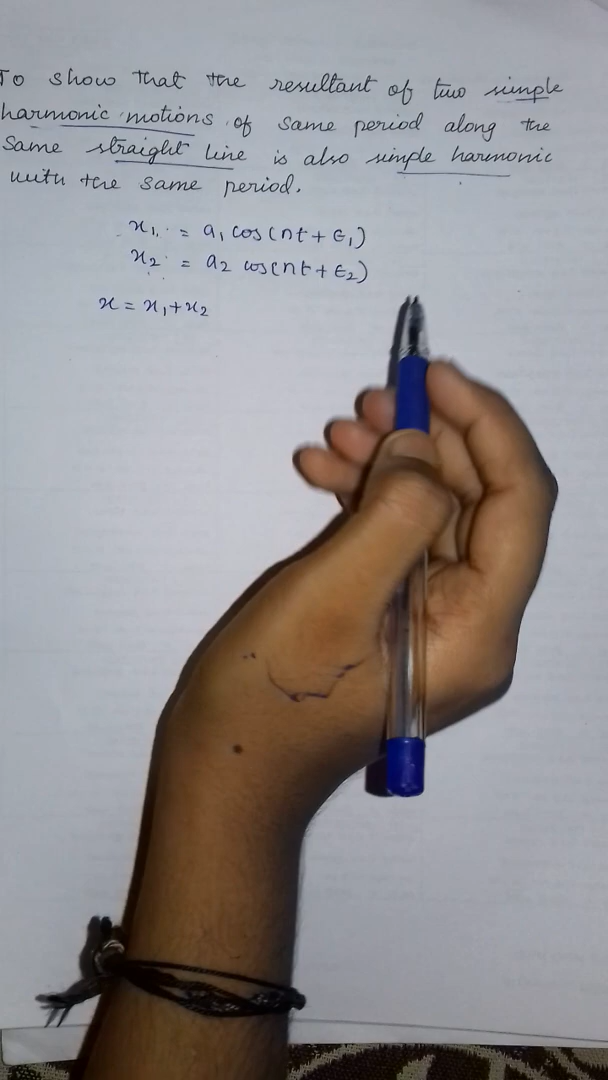 To show that the resultant of two simple
harmonic motions of same period along the
same straight line is also simple harmonic
with the same period.
x₁ = a₁ cos(nt + ε₁)
x₂ = a₂ cos(nt + ε₂)
x = x₁ + x₂